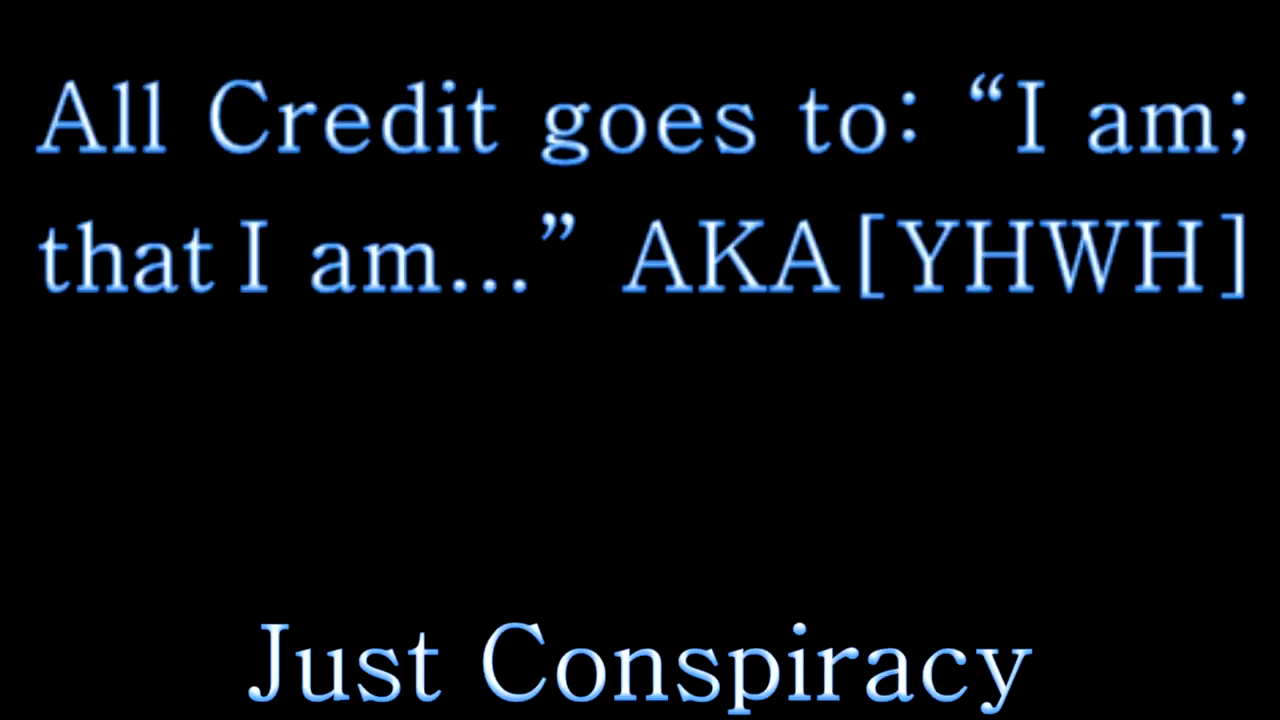 All Credit goes to: “I am;
that I am...” AKA[YHWH]
Just Conspiracy